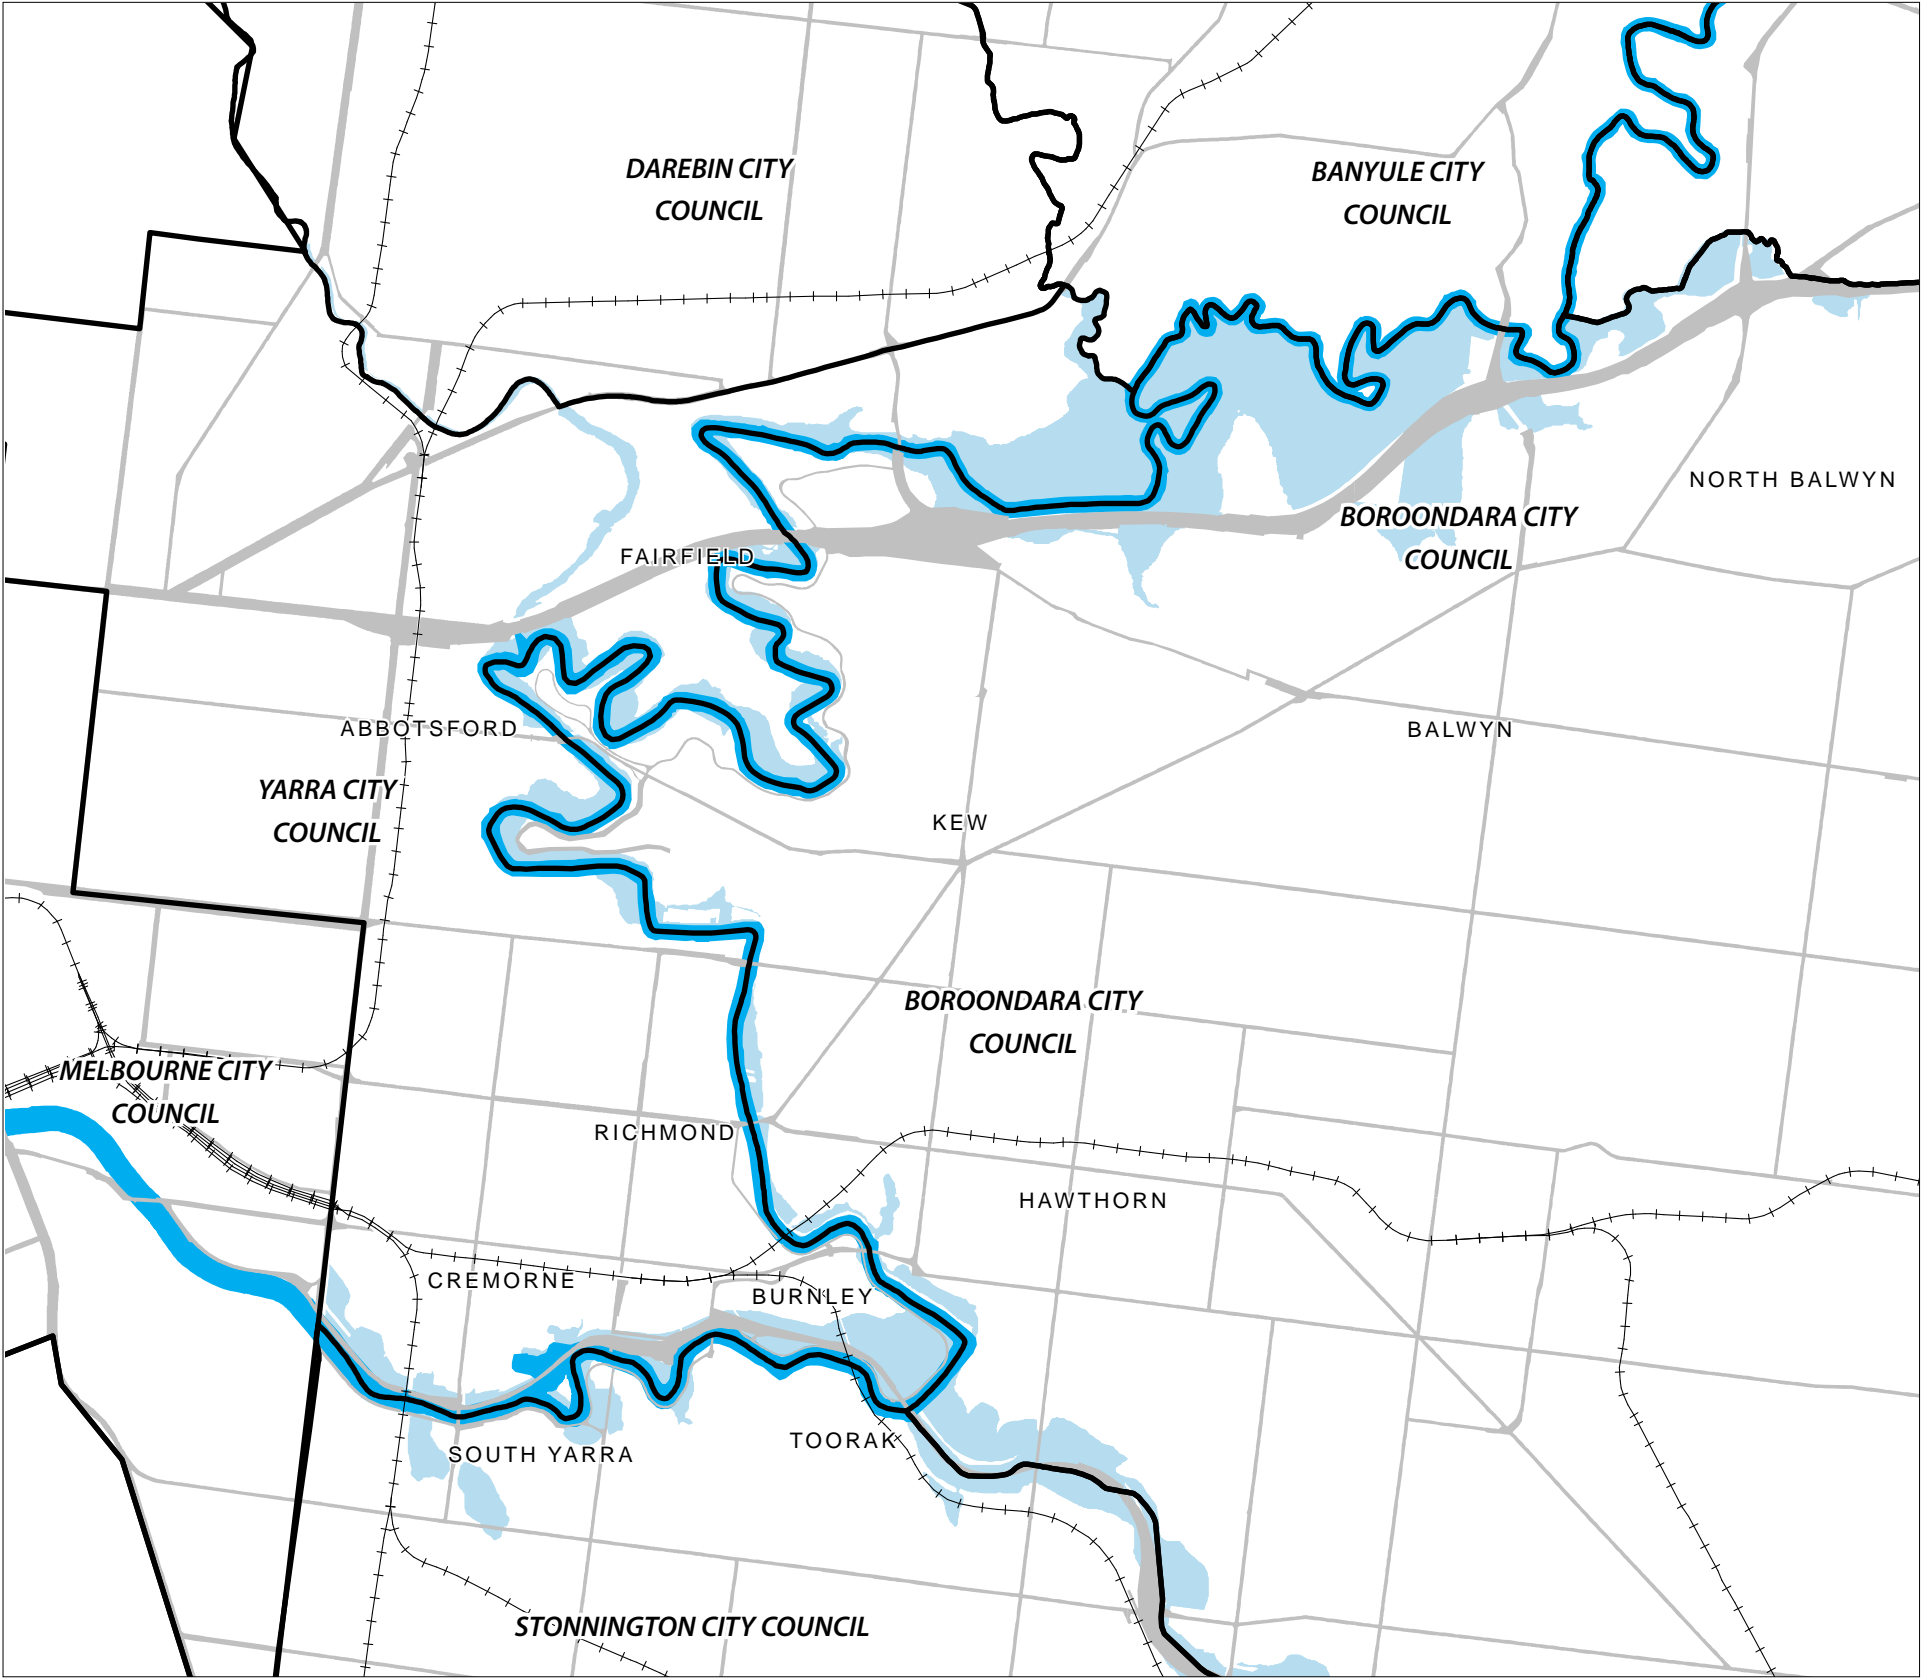 DAREBIN CITY
COUNCIL
BANYULE CITY
COUNCIL
NORTH BALWYN
BOROONDARA CITY
COUNCIL
FAIRFIELD
ABBOTSFORD
BALWYN
YARRA CITY
COUNCIL
KEW
BOROONDARA CITY
COUNCIL
MELBOURNE CITY
COUNCIL
RICHMOND
HAWTHORN
CREMORNE
BURNLEY
TOORAK
SOUTH YARRA
STONNINGTON CITY COUNCIL